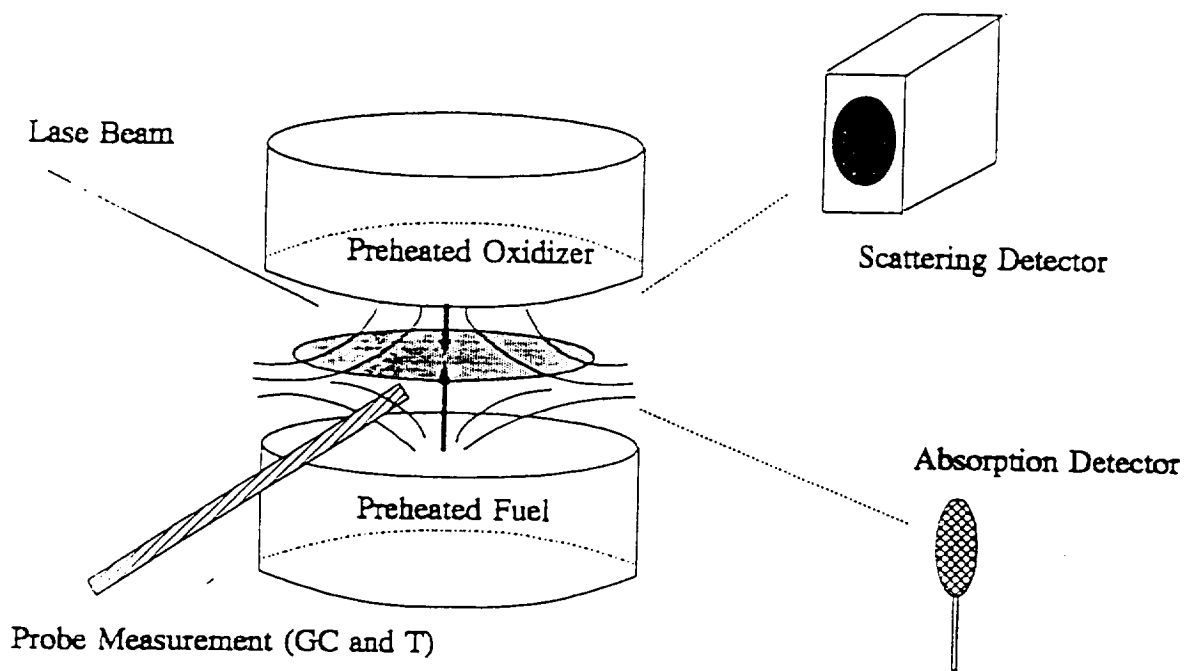 Lase Beam
Preheated Oxidizer
Scattering Detector
Absorption Detector
Preheated Fuel
Probe Measurement (GC and T)